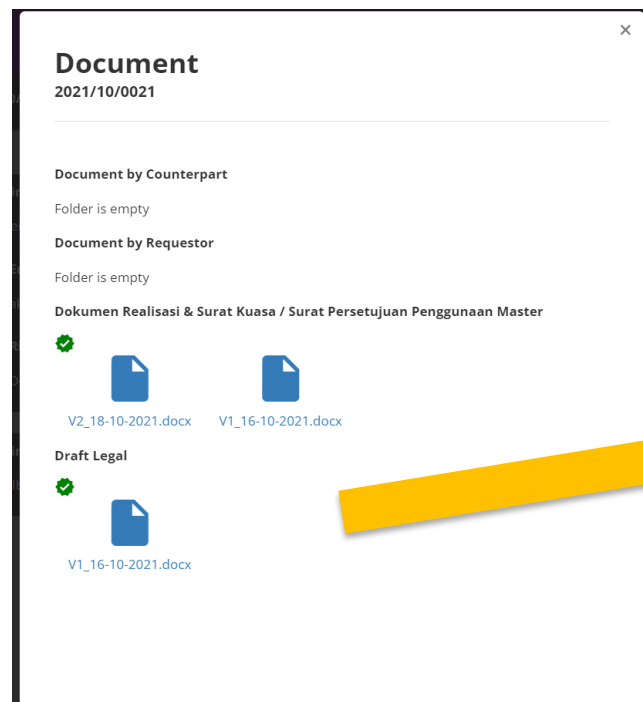 ×
Document
2021/10/0021
Document by Counterpart
Folder is empty
Document by Requestor
Folder is empty
Dokumen Realisasi & Surat Kuasa / Surat Persetujuan Penggunaan Master
V2_18-10-2021.docx V1_16-10-2021.docx
Draft Legal
V1_16-10-2021.docx